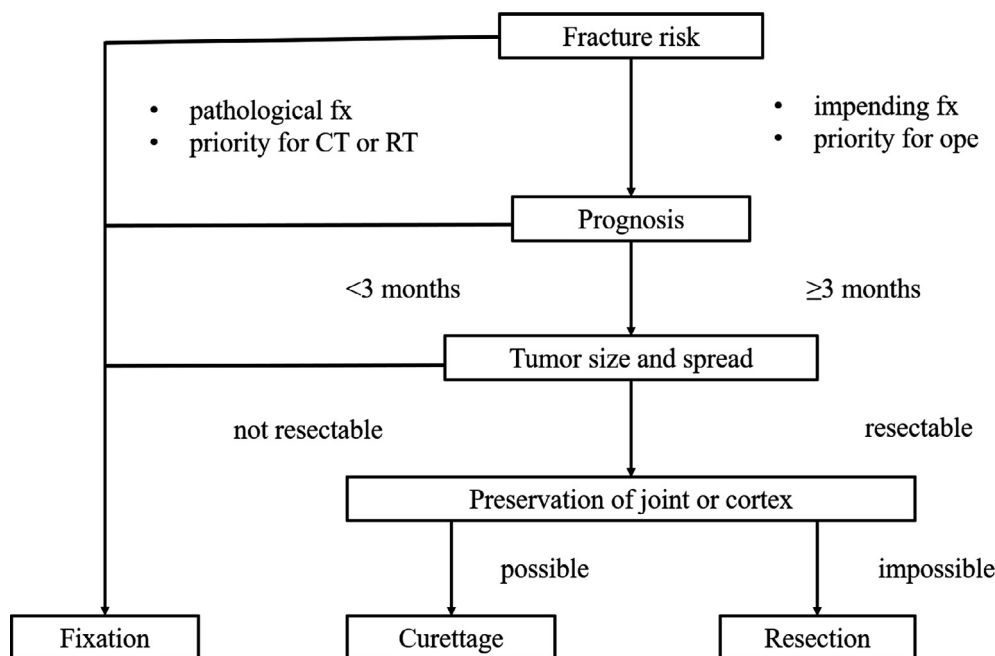 Fracture risk
• pathological fx
• priority for CT or RT
• impending fx
• priority for ope
Prognosis
<3 months
≥3 months
Tumor size and spread
not resectable
resectable
Preservation of joint or cortex
possible
impossible
Fixation
Curettage
Resection